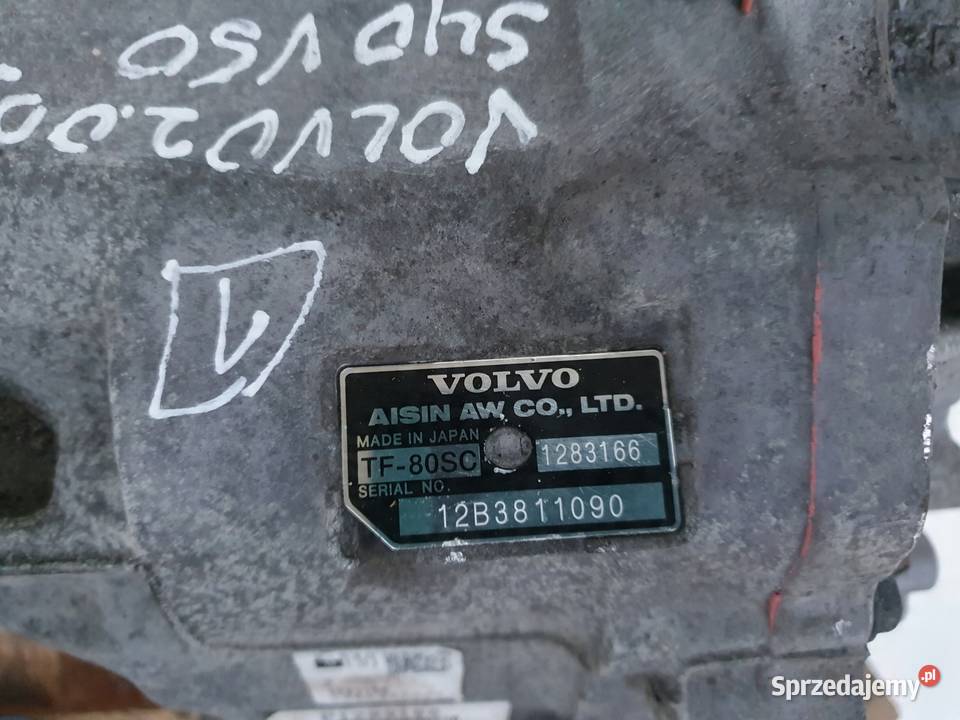 VOLVO 2.0D
S40 V50
V
VOLVO
AISIN AW CO., LTD.
MADE IN JAPAN
TF-80SC 1283166
SERIAL NO.
12B3811090
Sprzedajemy.pl